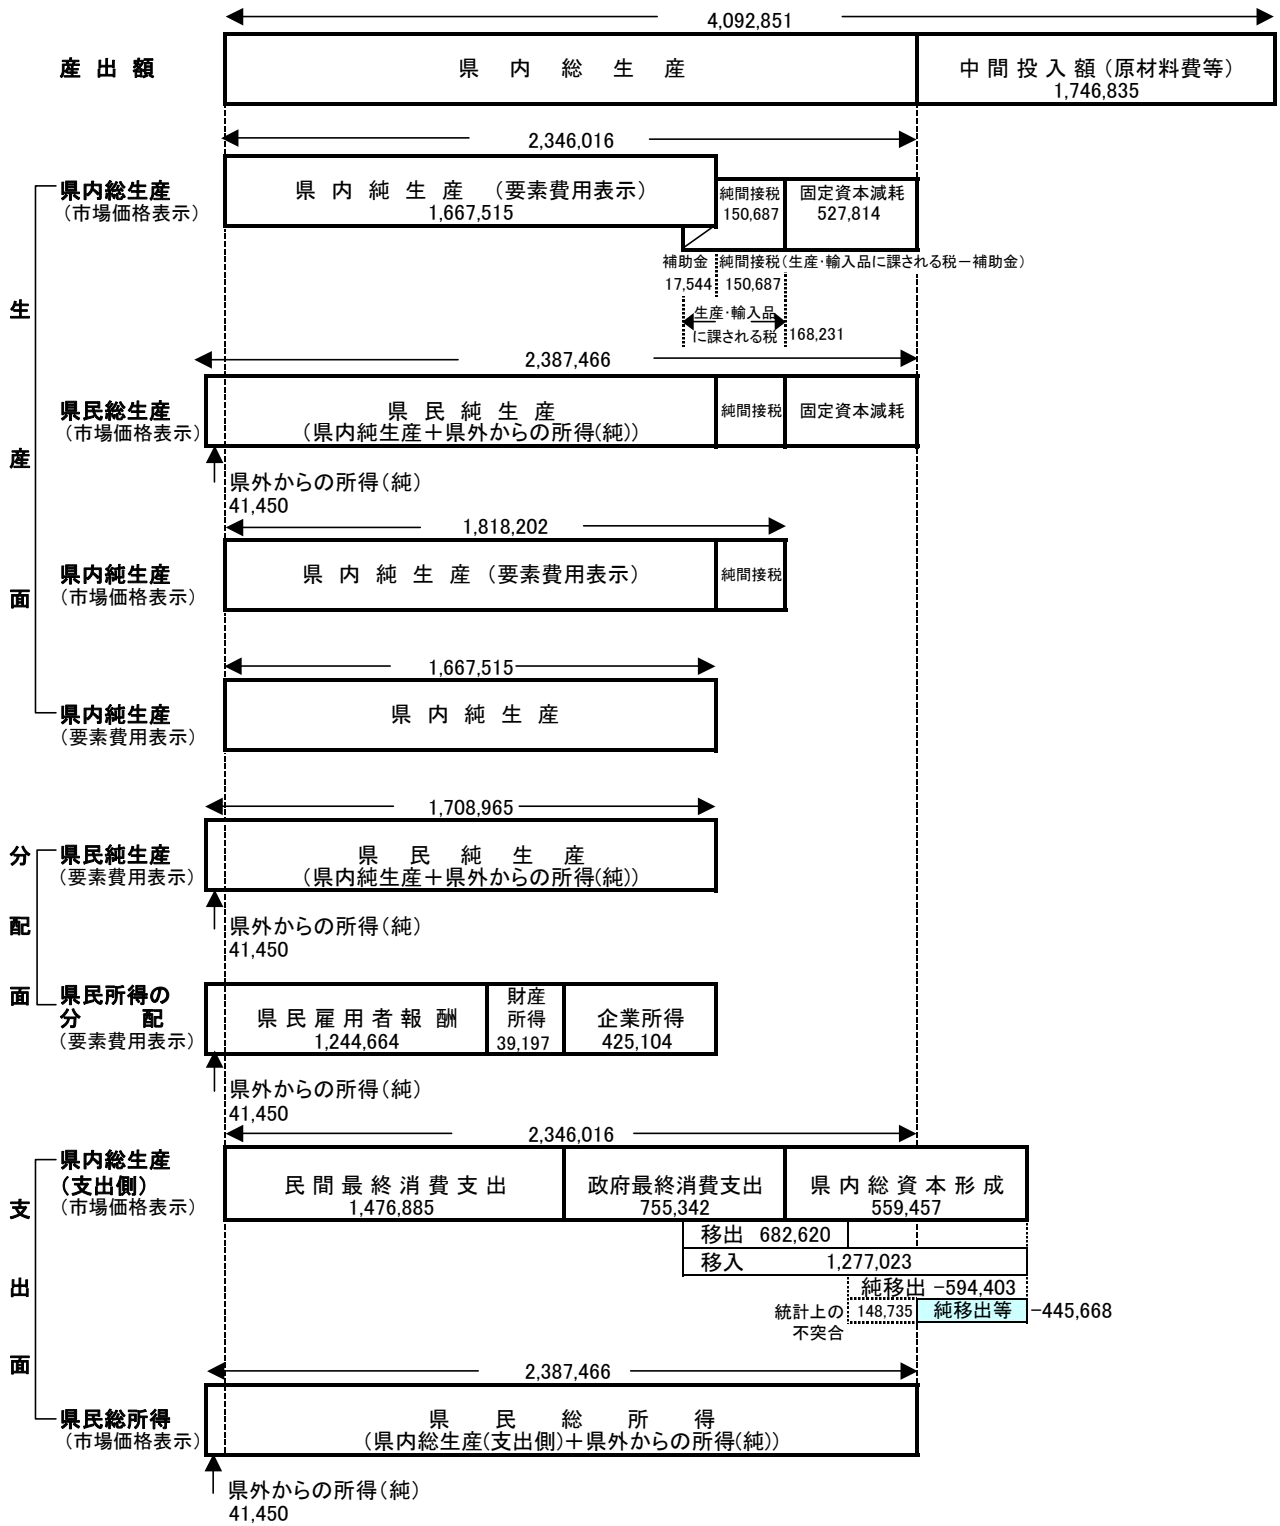 4,092,851
産 出 額
県 内 総 生 産
中間投入額（原材料費等）
1,746,835
2,346,016
県内総生産
（市場価格表示）
県 内 純 生 産 （要素費用表示）
1,667,515
純間接税
150,687
固定資本減耗
527,814
補助金
純間接税（生産・輸入品に課される税－補助金）
17,544
150,687
生産・輸入品
に課される税
168,231
生
産
面
2,387,466
県民総生産
（市場価格表示）
県 民 純 生 産
（県内純生産＋県外からの所得（純））
純間接税
固定資本減耗
県外からの所得（純）
41,450
1,818,202
県内純生産
（市場価格表示）
県 内 純 生 産 （要素費用表示）
純間接税
1,667,515
県内純生産
（要素費用表示）
県 内 純 生 産
1,708,965
分
配
面
県民純生産
（要素費用表示）
県 民 純 生 産
（県内純生産＋県外からの所得（純））
県外からの所得（純）
41,450
県民所得の
分 配
（要素費用表示）
県民雇用者報酬
1,244,664
財産
所得
39,197
企業所得
425,104
県外からの所得（純）
41,450
2,346,016
支
出
面
県内総生産
（支出側）
（市場価格表示）
民間最終消費支出
1,476,885
政府最終消費支出
755,342
県内総資本形成
559,457
移出 682,620
移入 1,277,023
純移出 －594,403
統計上の
不突合
148,735
純移出等
－445,668
2,387,466
県民総所得
（市場価格表示）
県 民 総 所 得
（県内総生産（支出側）＋県外からの所得（純））
県外からの所得（純）
41,450